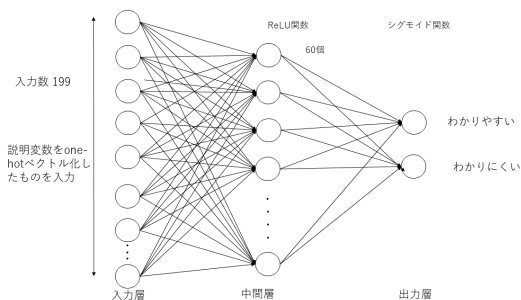 ReLU関数
シグモイド関数
60個
入力数 199
わかりやすい
説明変数をone-
hotベクトル化し
たものを入力
わかりにくい
入力層
中間層
出力層